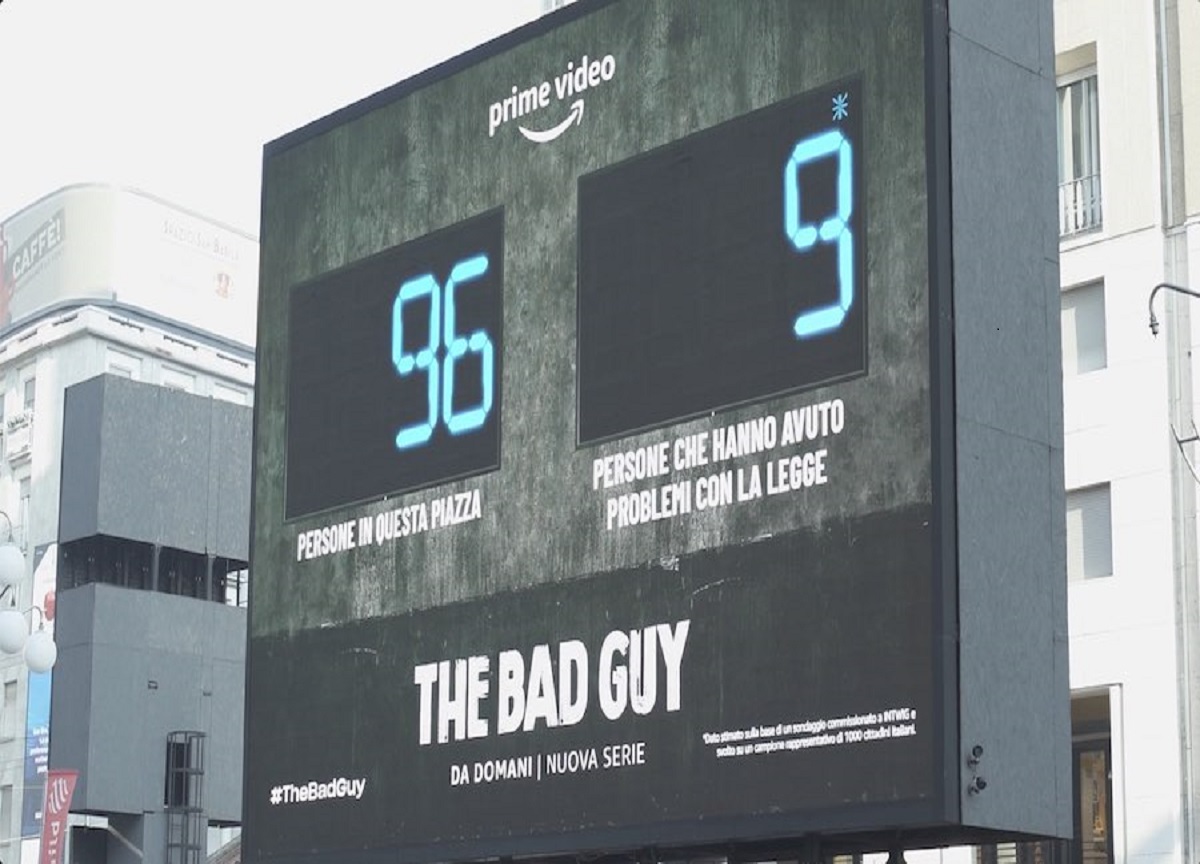 prime video
96
9*
PERSONE IN QUESTA PIAZZA
PERSONE CHE HANNO AVUTO
PROBLEMI CON LA LEGGE
THE BAD GUY
DA DOMANI | NUOVA SERIE
#TheBadGuy
*Dato stimato sulla base di un sondaggio commissionato a INTWIG e
svolto su un campione rappresentativo di 1000 cittadini italiani.
CAFFÈ!